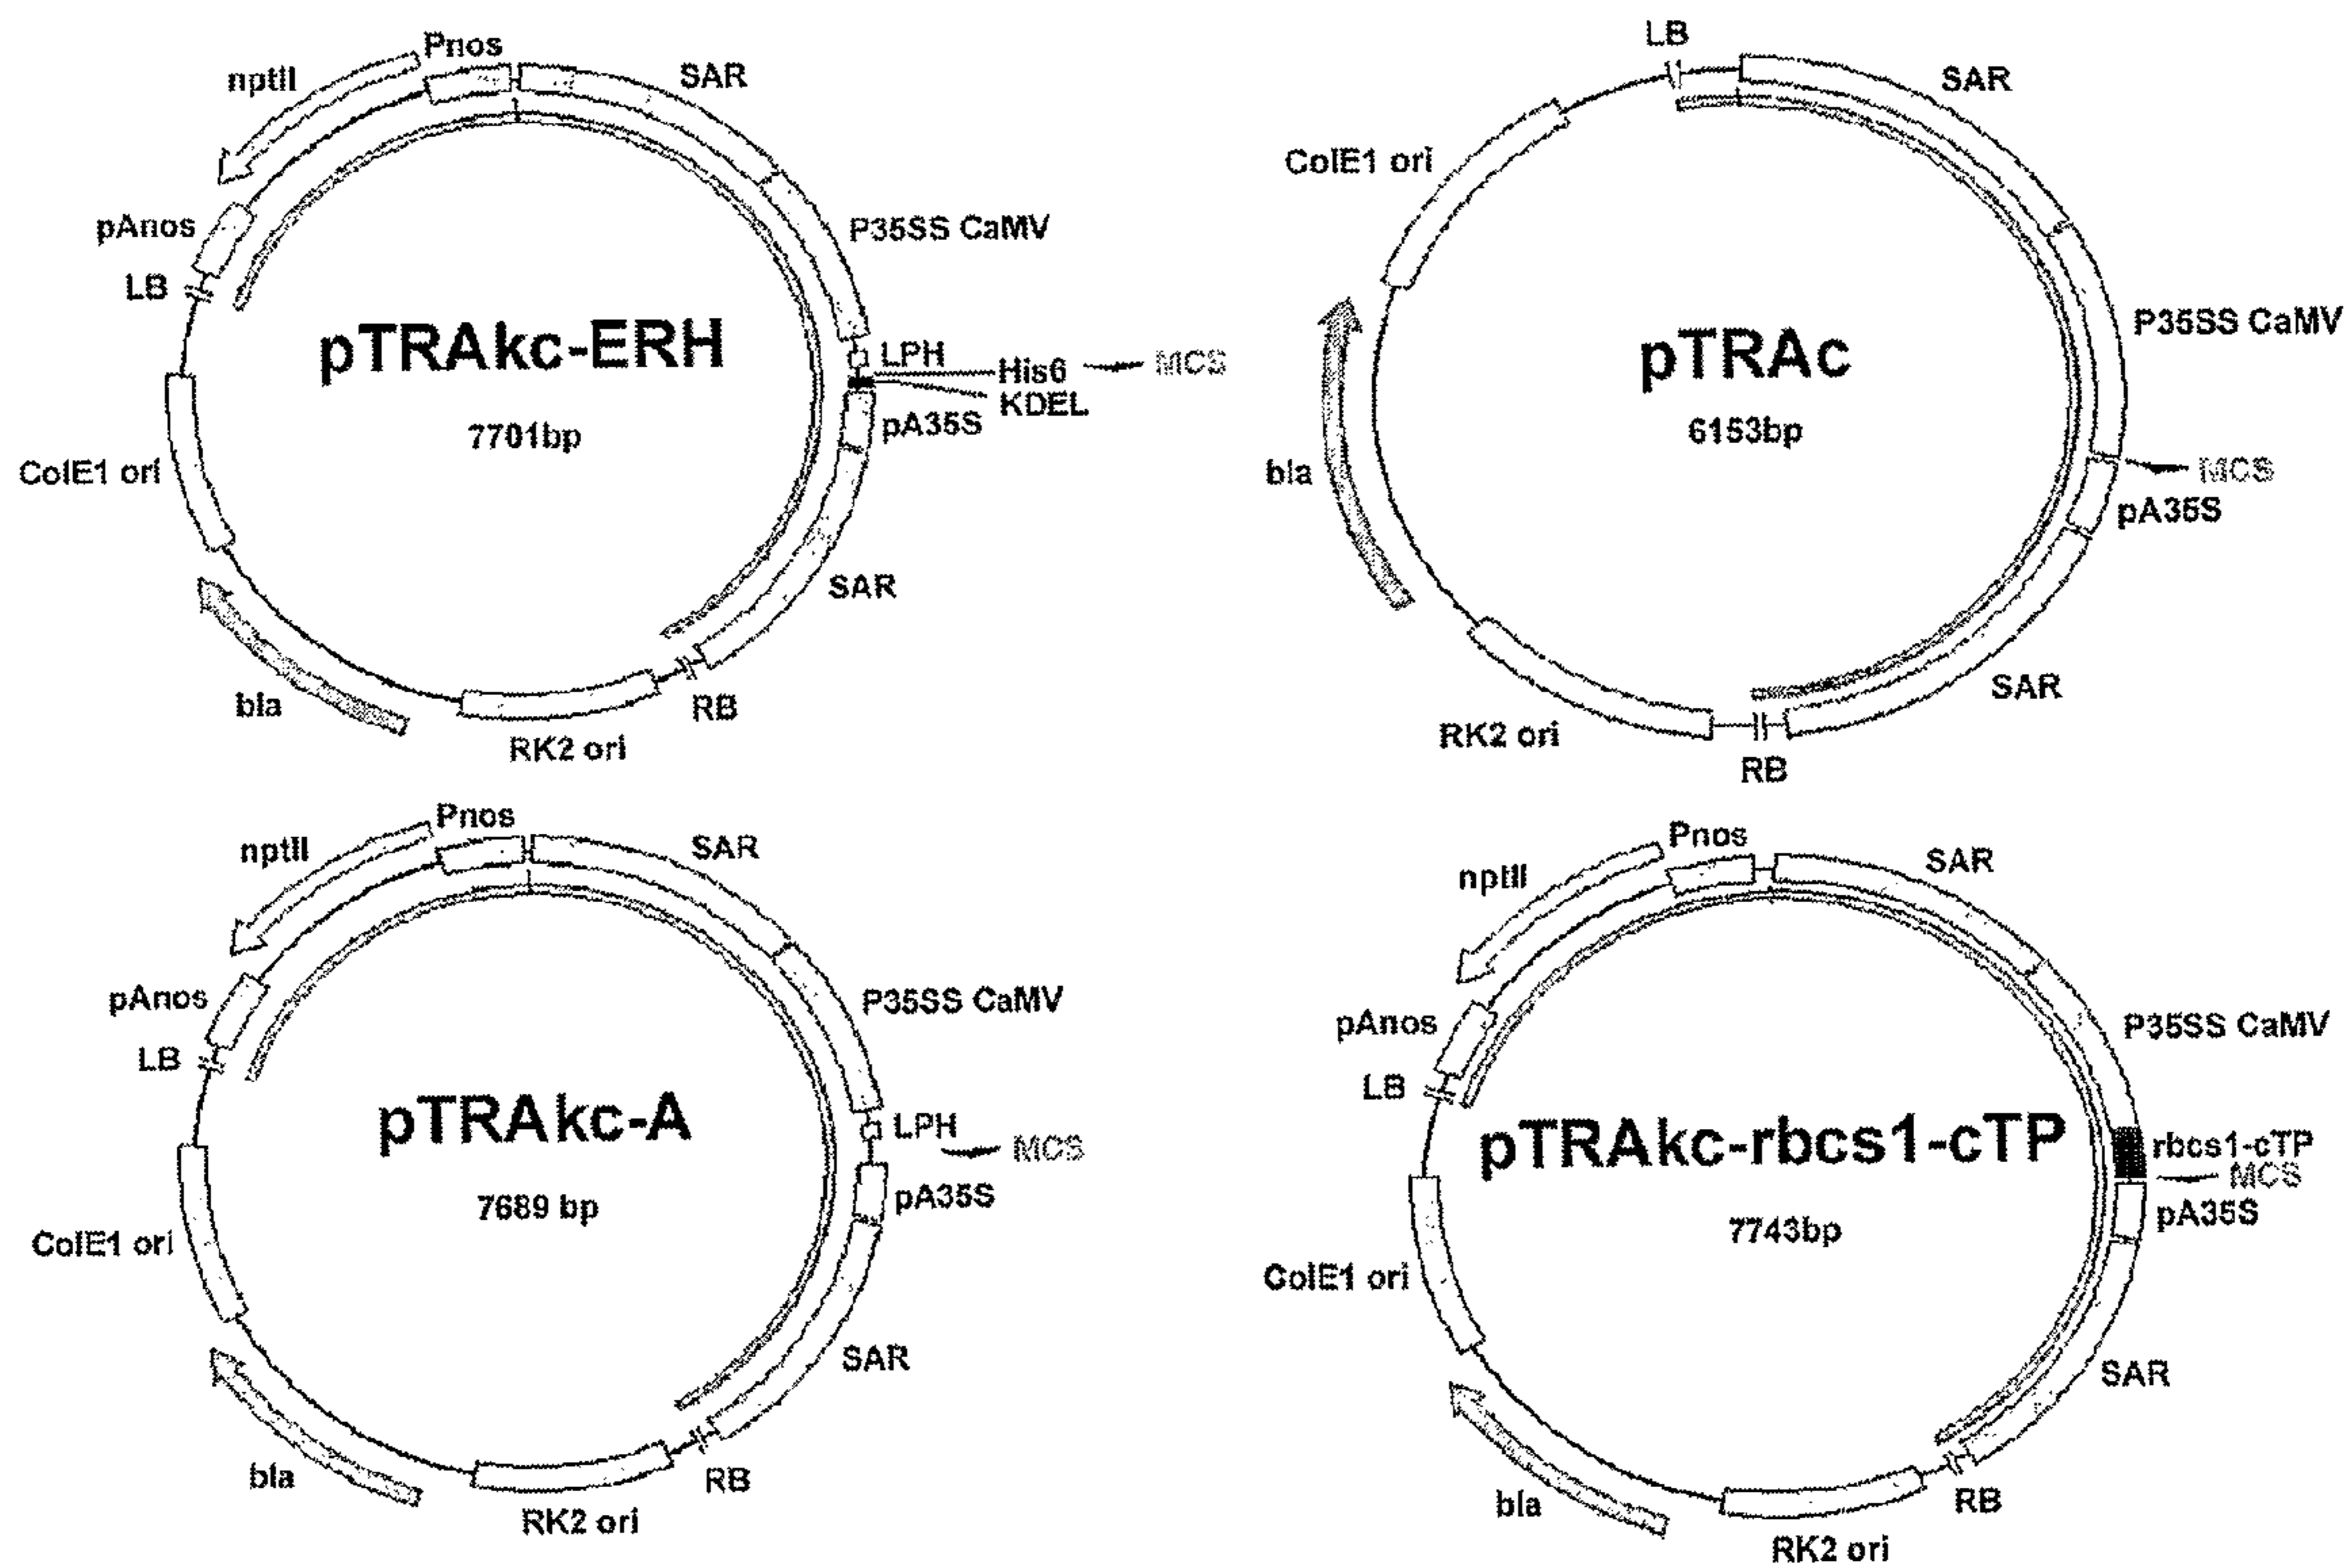 Pnos
nptII
SAR
pAnos
P35SS CaMV
LB
pTRAkc-ERH
7701bp
LPH
His6
MCS
KDEL
pA35S
ColE1 ori
SAR
bla
RB
RK2 ori
LB
SAR
ColE1 ori
P35SS CaMV
pTRAc
6153bp
bla
MCS
pA35S
SAR
RK2 ori
RB
Pnos
nptII
SAR
pAnos
P35SS CaMV
LB
pTRAkc-A
7689 bp
LPH
MCS
pA35S
ColE1 ori
SAR
bla
RB
RK2 ori
Pnos
nptII
SAR
pAnos
P35SS CaMV
LB
pTRAkc-rbcs1-cTP
7743bp
rbcs1-cTP
MCS
pA35S
ColE1 ori
SAR
bla
RB
RK2 ori